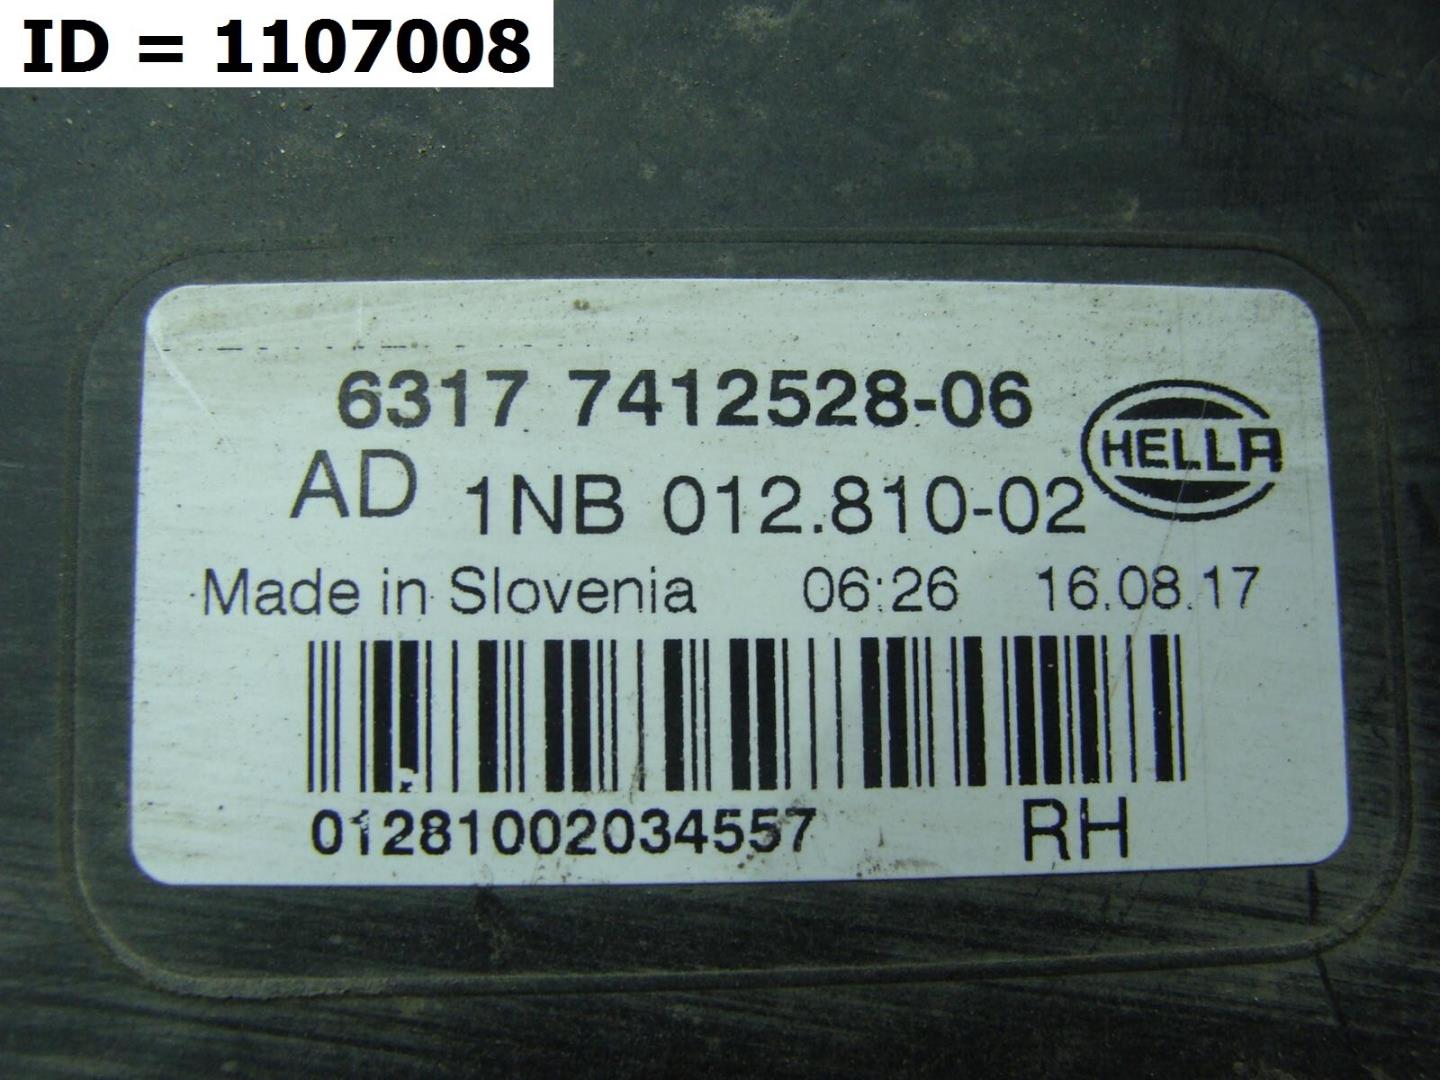 ID = 1107008
6317 7412528-06
HELLA
AD 1NB 012.810-02
Made in Slovenia 06:26 16.08.17
01281002034557 RH